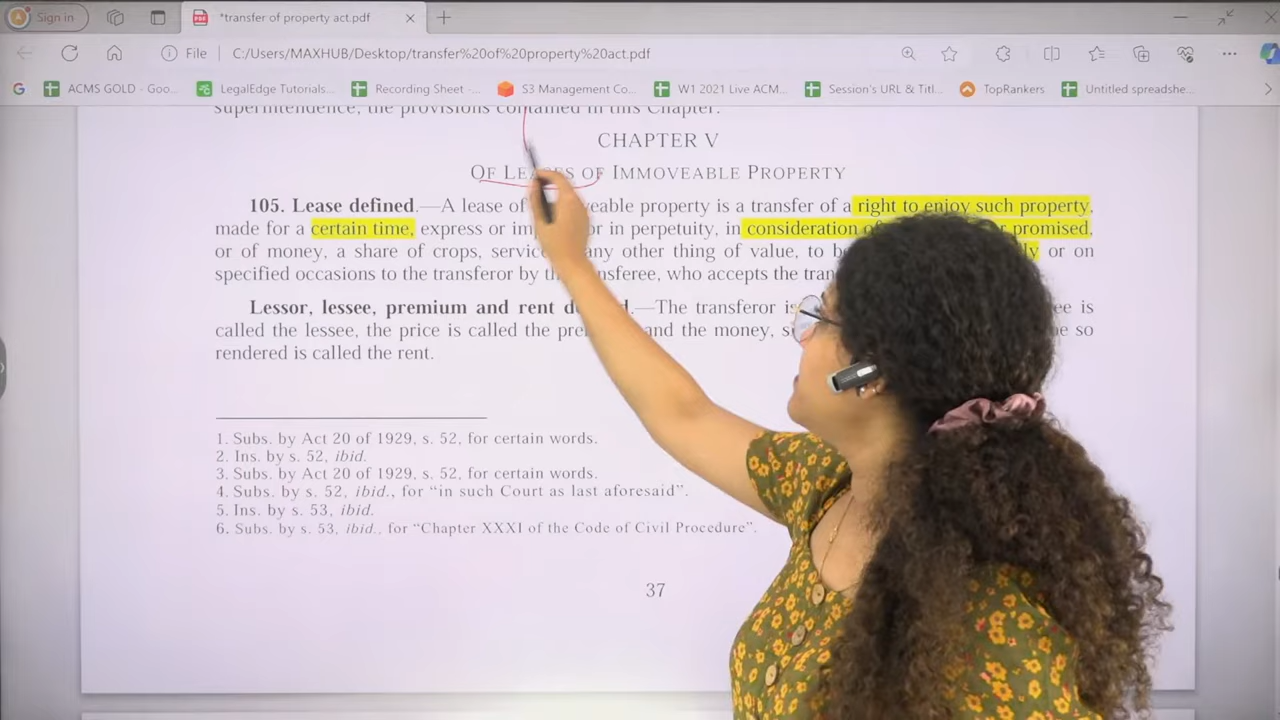 Sign in
*transfer of property act.pdf
File
C:/Users/MAXHUB/Desktop/transfer%20of%20property%20act.pdf
ACMS GOLD - Goo...
LegalEdge Tutorials...
Recording Sheet -...
S3 Management Co...
W1 2021 Live ACM...
Session's URL & Titl...
TopRankers
Untitled spreadshe...
superintendence, the provisions contained in this Chapter.
CHAPTER V
OF LEASES OF IMMOVEABLE PROPERTY
105. Lease defined.—A lease of veable property is a transfer of a right to enjoy such property,
made for a certain time, express or or in perpetuity, in consideration promised,
or of money, a share of crops, service any other thing of value, to or on
specified occasions to the transferor by nsferee, who accepts the
Lessor, lessee, premium and rent .—The transferor is ee is
called the lessee, the price is called the and the money, so
rendered is called the rent.
1. Subs. by Act 20 of 1929, s. 52, for certain words.
2. Ins. by s. 52, ibid.
3. Subs. by Act 20 of 1929, s. 52, for certain words.
4. Subs. by s. 52, ibid., for “in such Court as last aforesaid”.
5. Ins. by s. 53, ibid.
6. Subs. by s. 53, ibid., for “Chapter XXXI of the Code of Civil Procedure”.
37